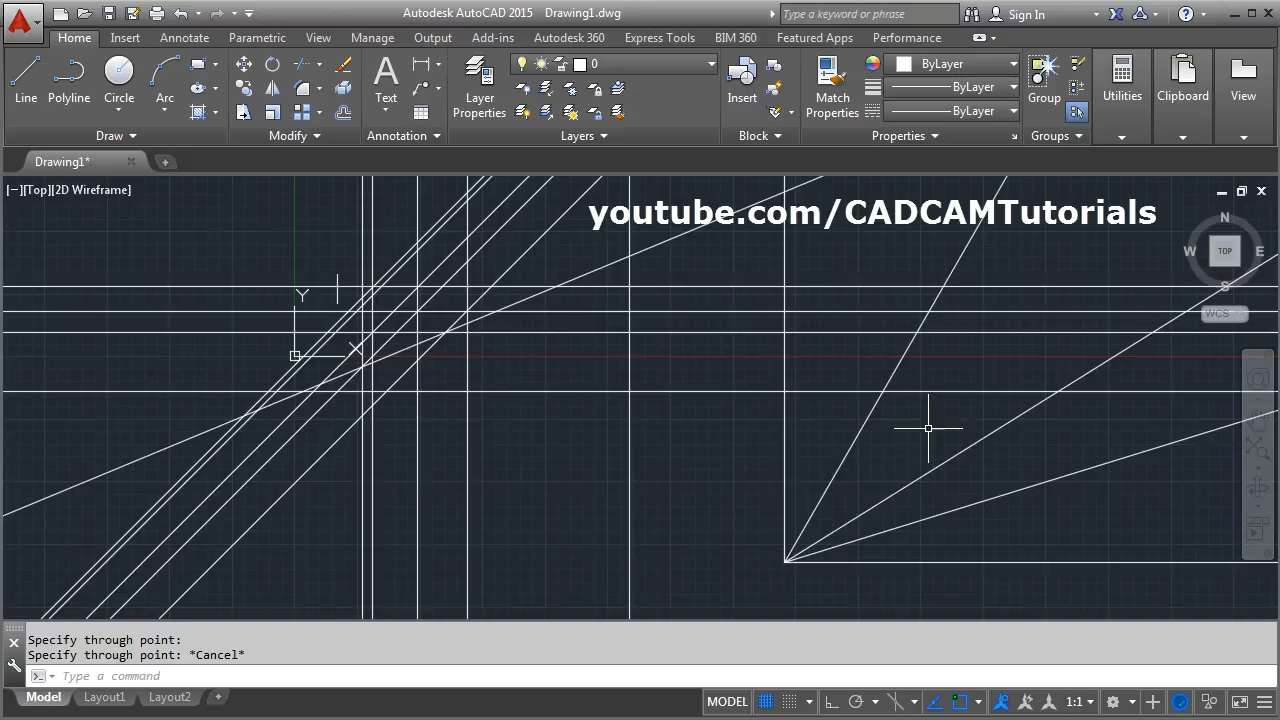 Autodesk AutoCAD 2015 Drawing1.dwg
Type a keyword or phrase
Sign In
Home Insert Annotate Parametric View Manage Output Add-ins Autodesk 360 Express Tools BIM 360 Featured Apps Performance
Line Polyline Circle Arc
Draw
Modify
A
Text
Annotation
Layer Properties
0
Layers
Insert
Block
Match Properties
ByLayer
ByLayer
ByLayer
Properties
Group
Groups
Utilities
Clipboard
View
Drawing1*
[−][Top][2D Wireframe]
youtube.com/CADCAMTutorials
N
W TOP E
S
WCS
Y
X
Specify through point:
Specify through point: *Cancel*
Type a command
Model Layout1 Layout2
MODEL
1:1